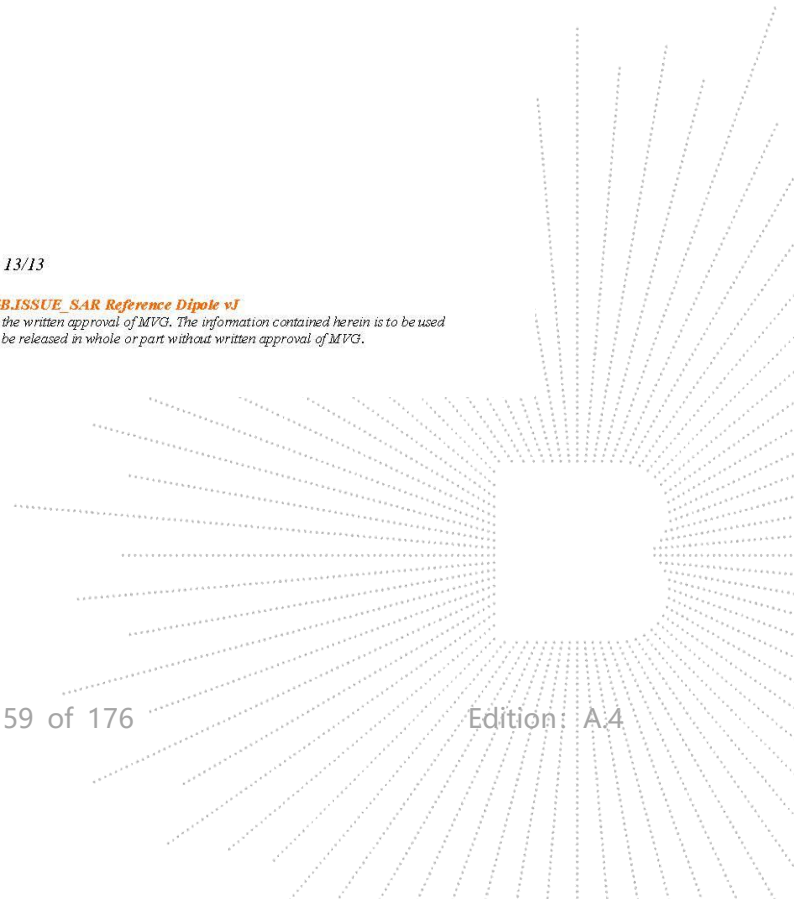 13/13
B.ISSUE_SAR Reference Dipole vJ
the written approval of MVG. The information contained herein is to be used
be released in whole or part without written approval of MVG.
59 of 176 Edition: A.4